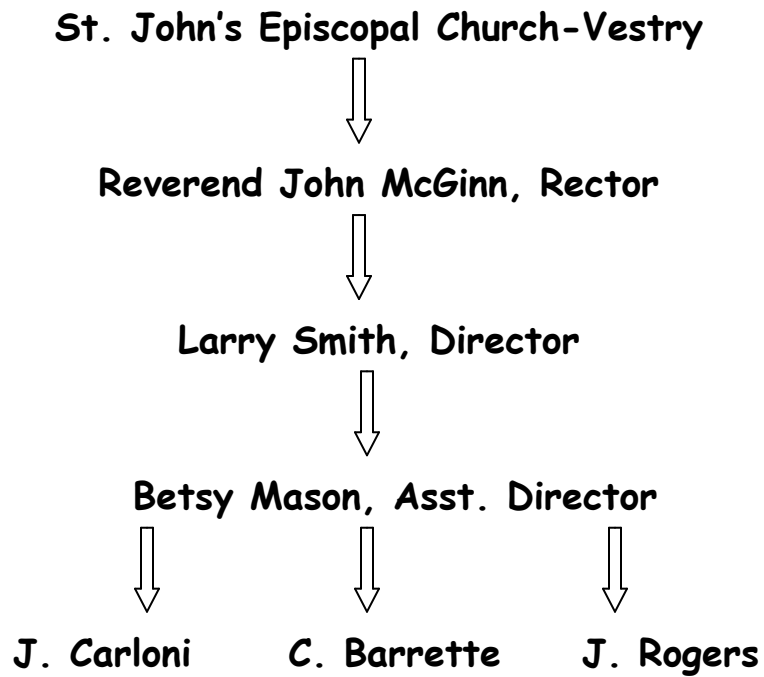 St. John's Episcopal Church-Vestry
Reverend John McGinn, Rector
Larry Smith, Director
Betsy Mason, Asst. Director
J. Carloni C. Barrette J. Rogers